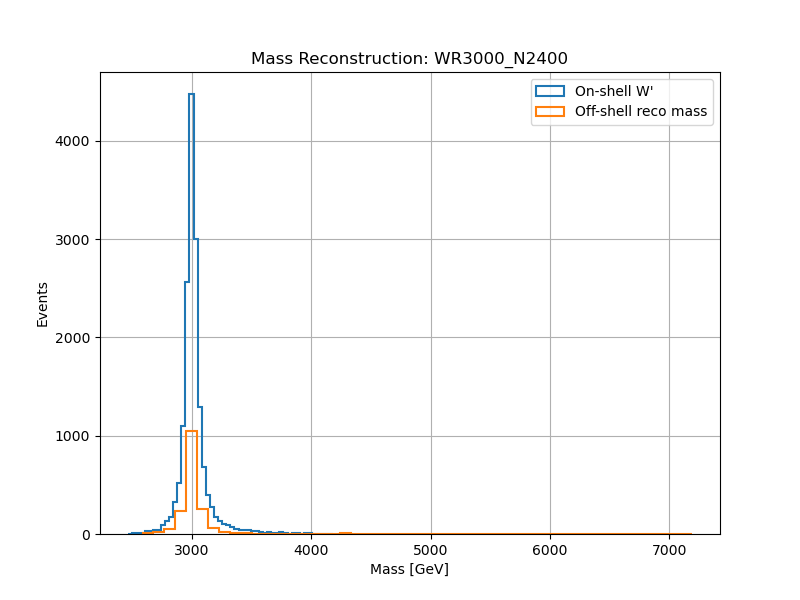 Mass Reconstruction: WR3000_N2400
On-shell W'
Off-shell reco mass
4000
3000
2000
1000
0
Events
3000 4000 5000 6000 7000
Mass [GeV]